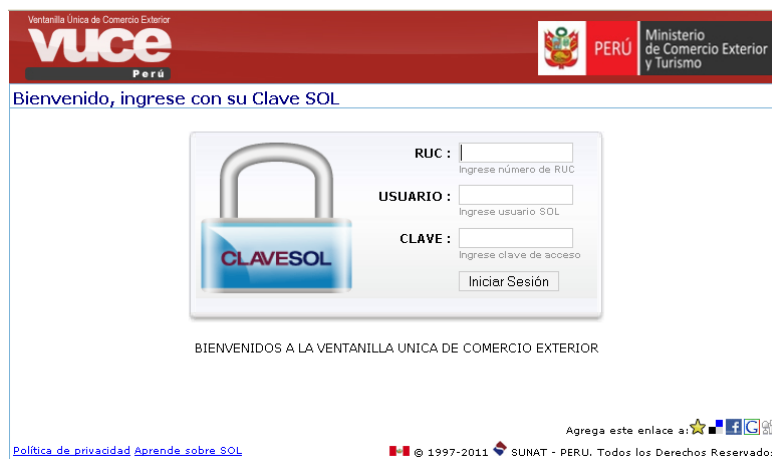 Ventanilla Única de Comercio Exterior
vuce
Perú
PERÚ
Ministerio
de Comercio Exterior
y Turismo
Bienvenido, ingrese con su Clave SOL
CLAVESOL
RUC :
Ingrese número de RUC
USUARIO :
Ingrese usuario SOL
CLAVE :
Ingrese clave de acceso
Iniciar Sesión
BIENVENIDOS A LA VENTANILLA UNICA DE COMERCIO EXTERIOR
Agrega este enlace a:
Política de privacidad Aprende sobre SOL
© 1997-2011 SUNAT - PERU. Todos los Derechos Reservados